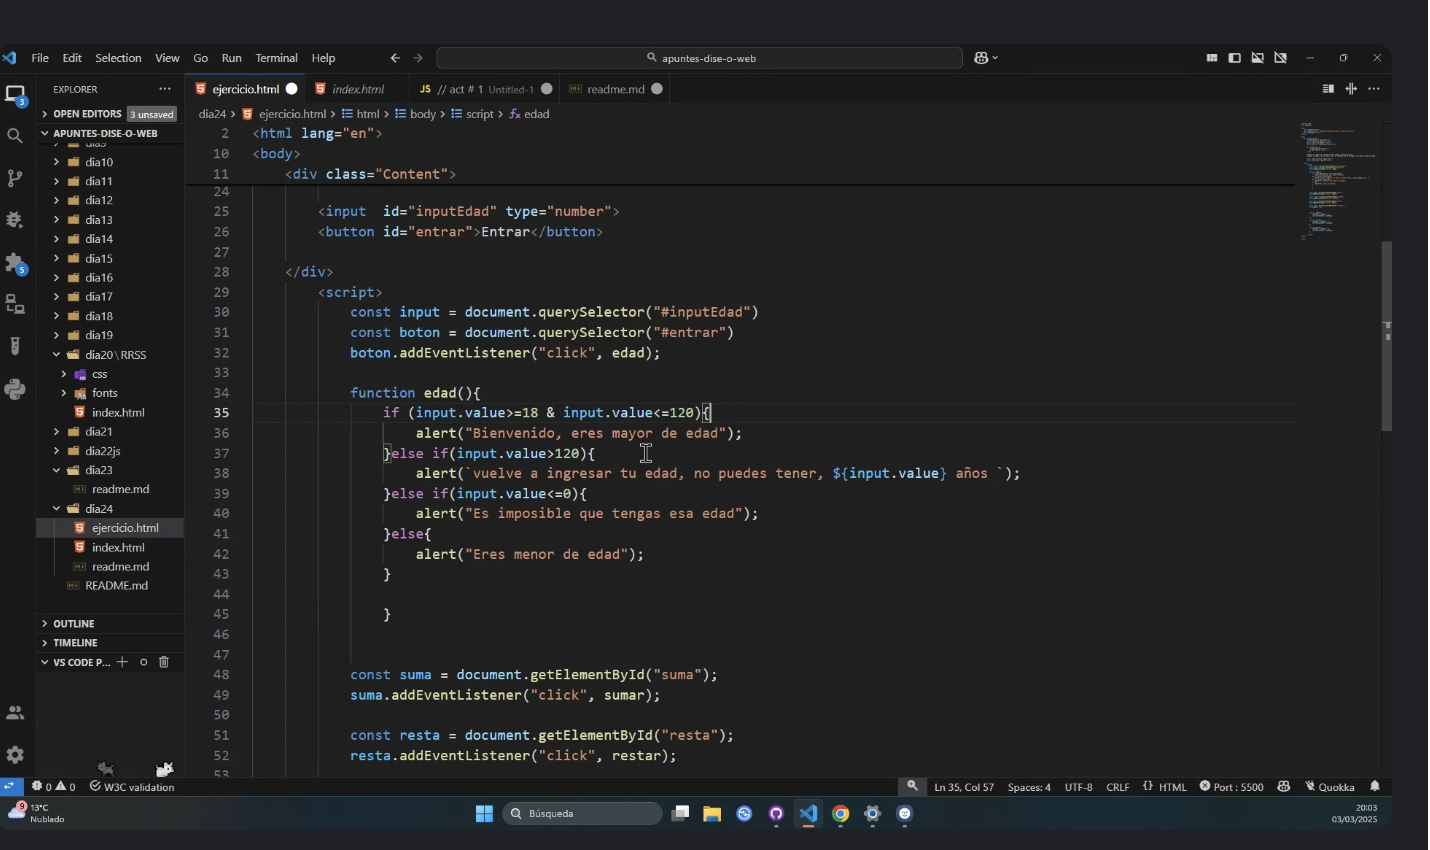 File Edit Selection View Go Run Terminal Help
apuntes-dise-o-web
EXPLORER
ejercicio.html
index.html
JS // act # 1 Untitled-1
readme.md
3
OPEN EDITORS 3 unsaved
dia24 > ejercicio.html > html > body > script > edad
APUNTES-DISE-O-WEB
dia9
dia10
dia11
dia12
dia13
dia14
dia15
dia16
dia17
dia18
dia19
dia20\RRSS
css
fonts
index.html
dia21
dia22js
dia23
readme.md
dia24
ejercicio.html
index.html
readme.md
README.md
OUTLINE
TIMELINE
VS CODE P...
5
2 <html lang="en">
10 <body>
11 <div class="Content">
24
25 <input  id="inputEdad" type="number">
26 <button id="entrar">Entrar</button>
27
28 </div>
29 <script>
30 const input = document.querySelector("#inputEdad")
31 const boton = document.querySelector("#entrar")
32 boton.addEventListener("click", edad);
33
34 function edad(){
35 if (input.value>=18 & input.value<=120){
36 alert("Bienvenido, eres mayor de edad");
37 }else if(input.value>120){
38 alert(`vuelve a ingresar tu edad, no puedes tener, ${input.value} años `);
39 }else if(input.value<=0){
40 alert("Es imposible que tengas esa edad");
41 }else{
42 alert("Eres menor de edad");
43 }
44
45 }
46
47
48 const suma = document.getElementById("suma");
49 suma.addEventListener("click", sumar);
50
51 const resta = document.getElementById("resta");
52 resta.addEventListener("click", restar);
53
0 0 W3C validation
Ln 35, Col 57 Spaces: 4 UTF-8 CRLF {} HTML Port : 5500 Quokka
9
13°C
Nublado
Búsqueda
20:03
03/03/2025